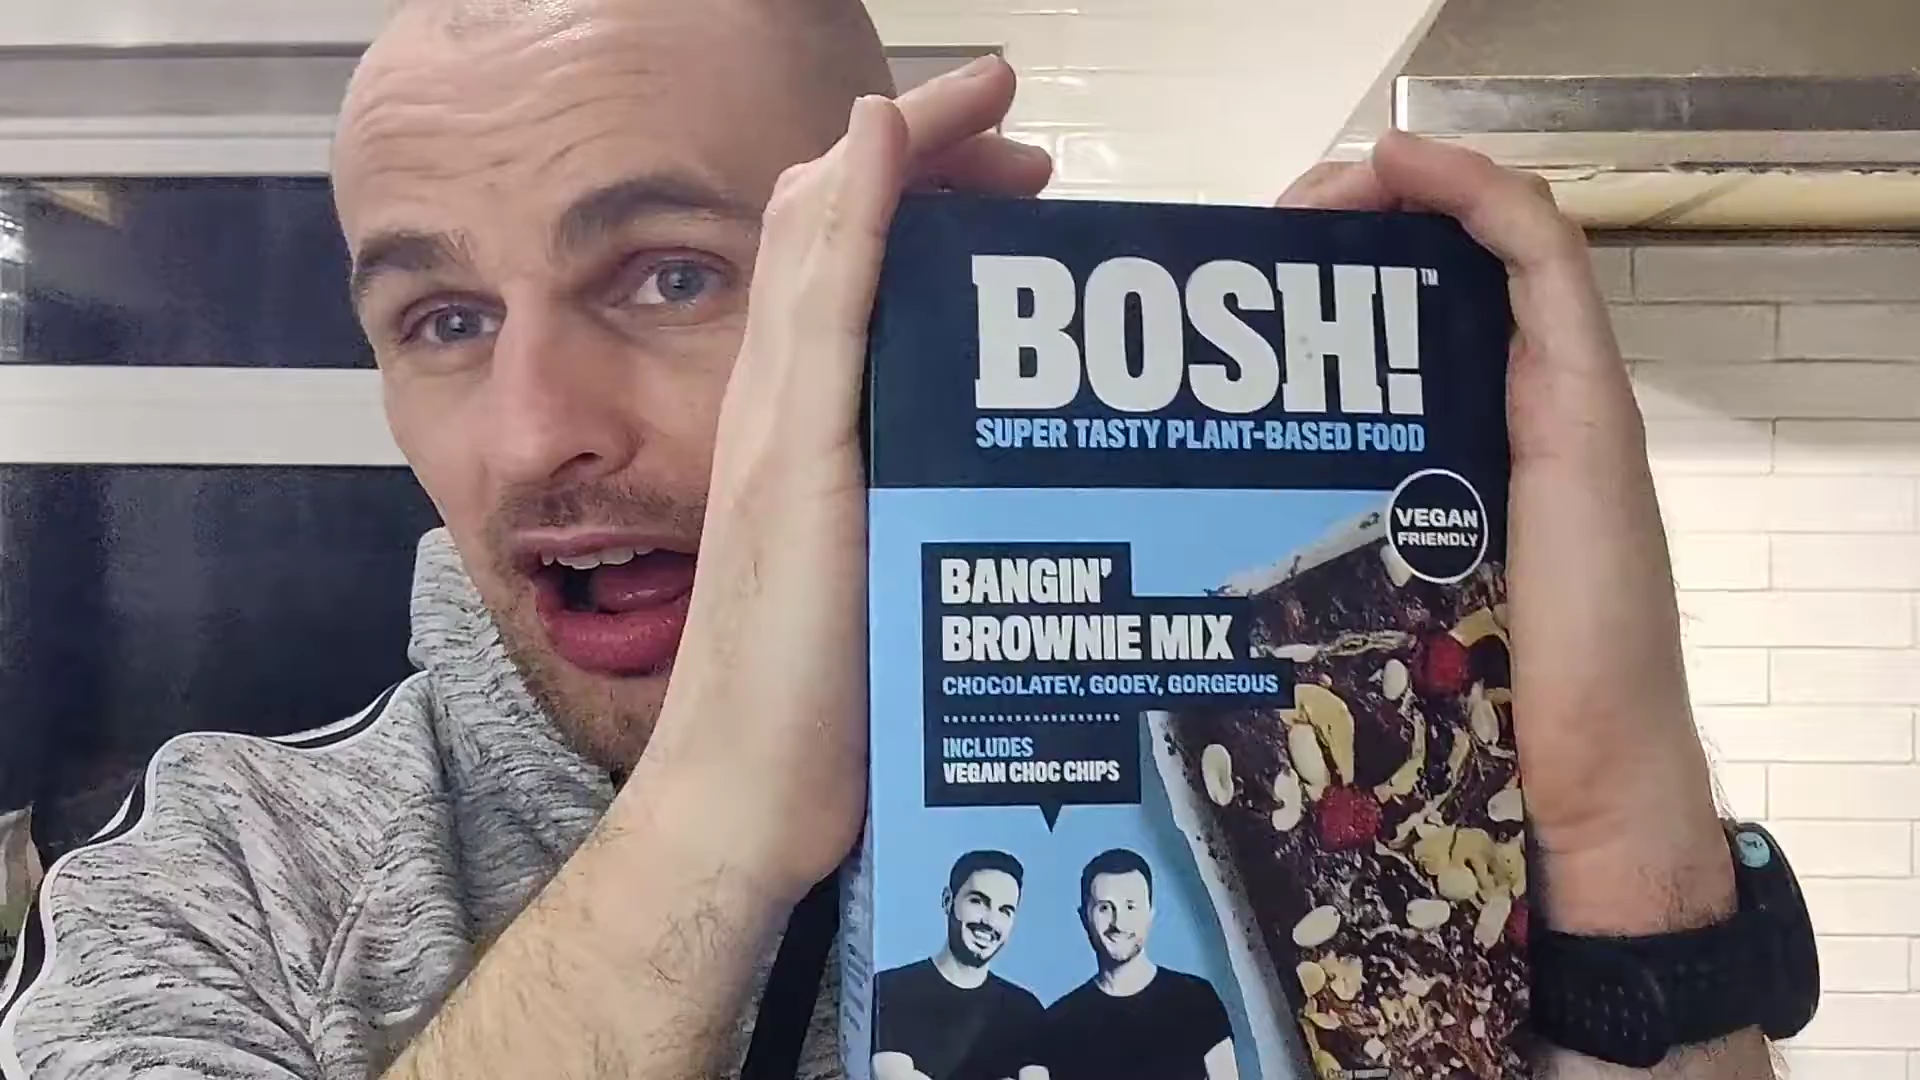 BOSH!™
SUPER TASTY PLANT-BASED FOOD
VEGAN
FRIENDLY
BANGIN'
BROWNIE MIX
CHOCOLATEY, GOOEY, GORGEOUS
INCLUDES
VEGAN CHOC CHIPS